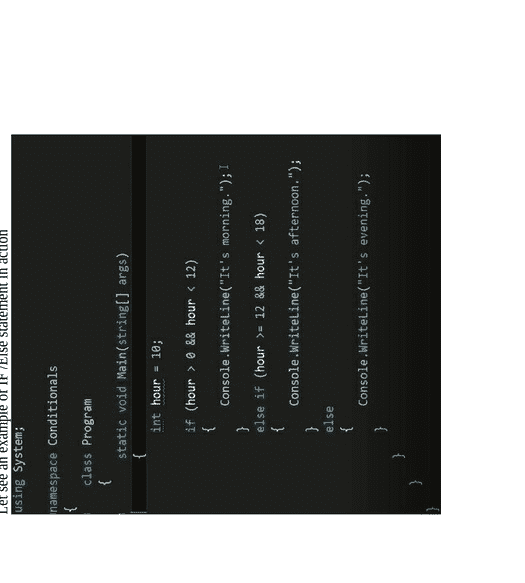 Let see an example of IF /Else statement in action
using System;
namespace Conditionals
{
class Program
{
static void Main(string[] args)
{
int hour = 10;
if (hour > 0 && hour < 12)
{
Console.WriteLine("It's morning.");
}
else if (hour >= 12 && hour < 18)
{
Console.WriteLine("It's afternoon.");
}
else
{
Console.WriteLine("It's evening.");
}
}
}
}